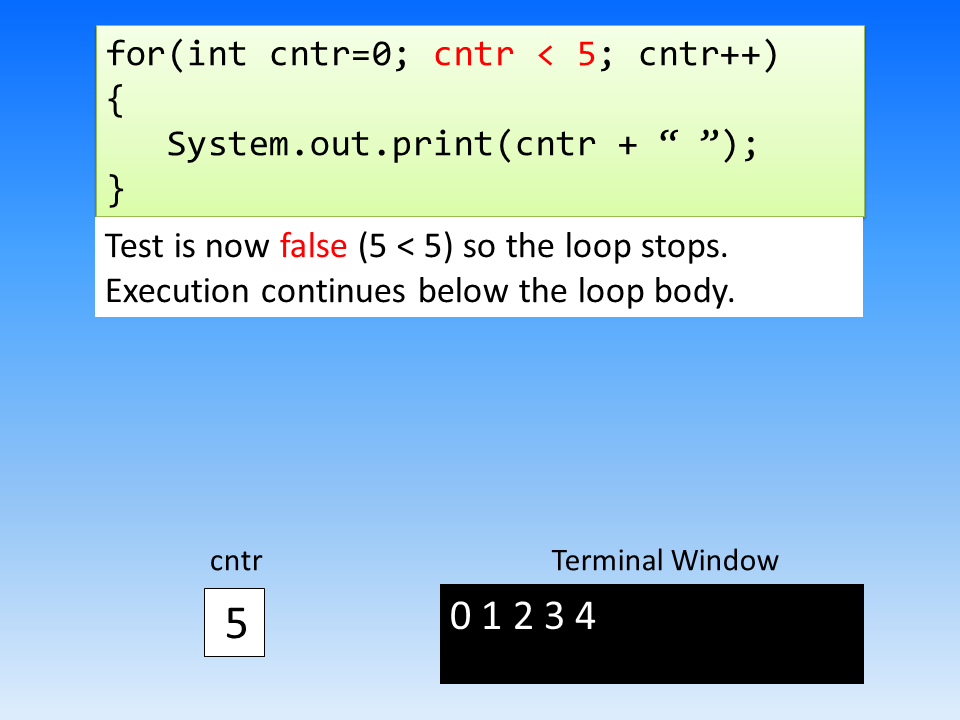 for(int cntr=0; cntr < 5; cntr++)
{
System.out.print(cntr + “ ”);
}
Test is now false (5 < 5) so the loop stops.
Execution continues below the loop body.
cntr
Terminal Window
5
0 1 2 3 4